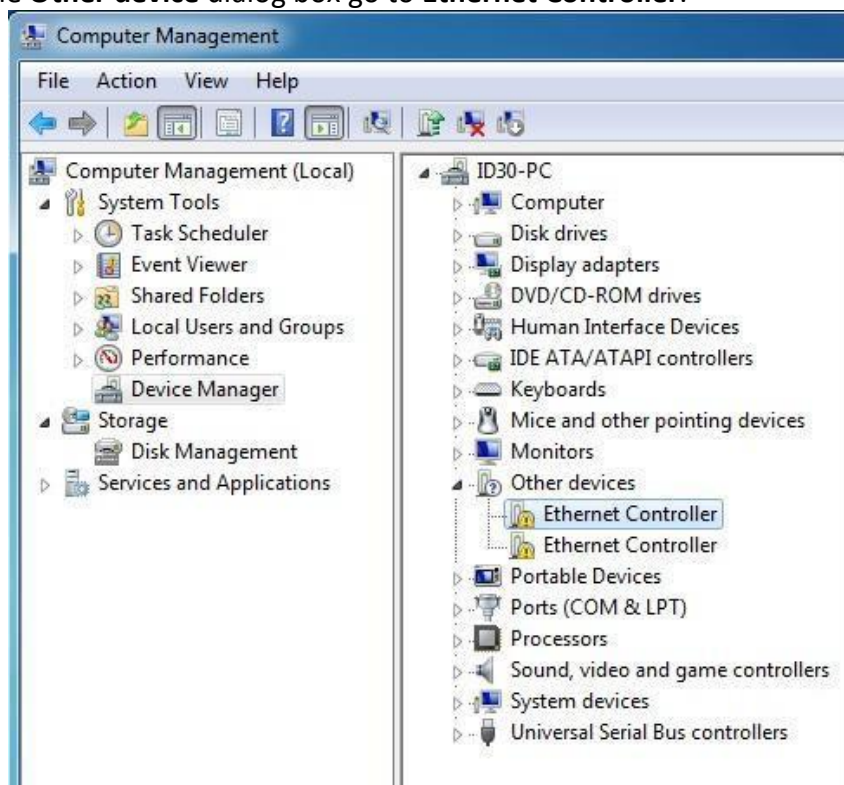 Other device dialog box go to Ethernet Controller.
Computer Management
File Action View Help
Computer Management (Local)
System Tools
Task Scheduler
Event Viewer
Shared Folders
Local Users and Groups
Performance
Device Manager
Storage
Disk Management
Services and Applications
ID30-PC
Computer
Disk drives
Display adapters
DVD/CD-ROM drives
Human Interface Devices
IDE ATA/ATAPI controllers
Keyboards
Mice and other pointing devices
Monitors
Other devices
Ethernet Controller
Ethernet Controller
Portable Devices
Ports (COM & LPT)
Processors
Sound, video and game controllers
System devices
Universal Serial Bus controllers